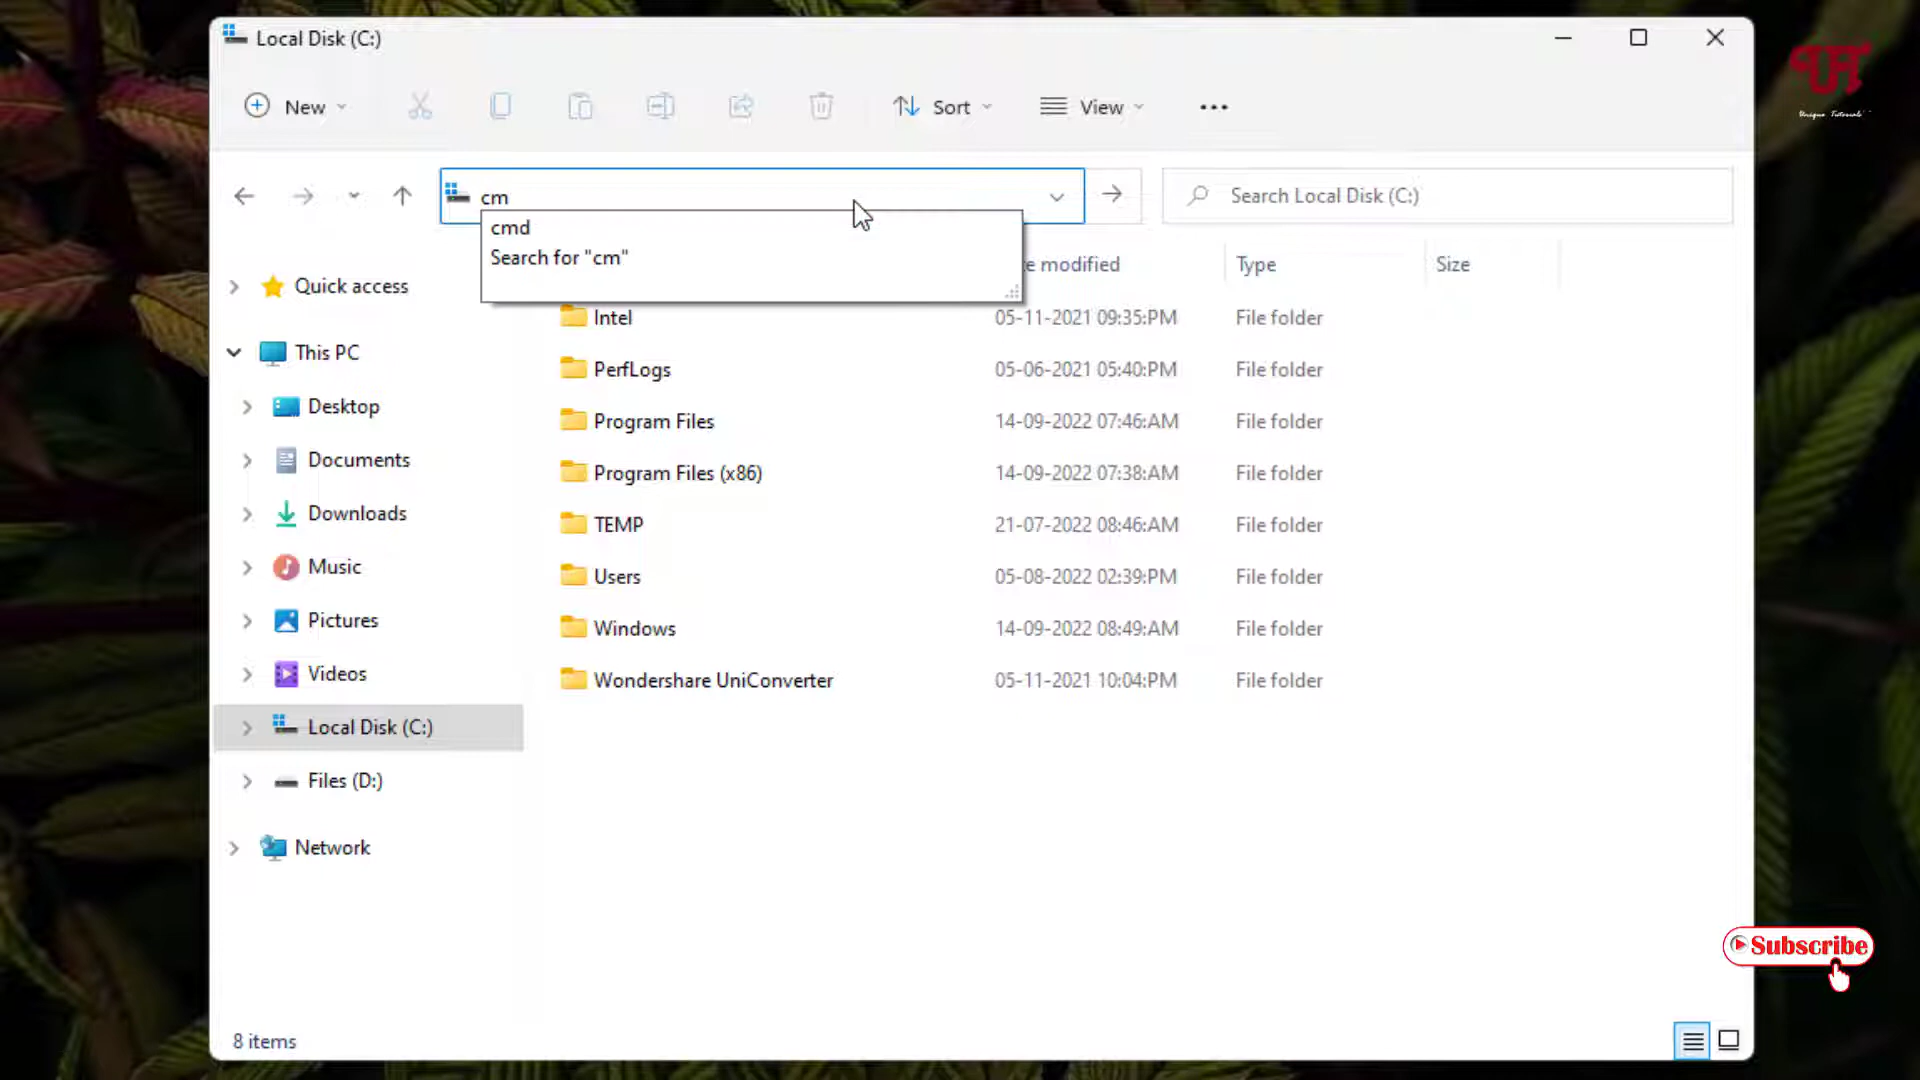 Local Disk (C:)
New
Sort
View
cm
Search Local Disk (C:)
cmd
Search for "cm"
e modified
Type
Size
Quick access
This PC
Desktop
Documents
Downloads
Music
Pictures
Videos
Local Disk (C:)
Files (D:)
Network
Intel 05-11-2021 09:35:PM File folder
PerfLogs 05-06-2021 05:40:PM File folder
Program Files 14-09-2022 07:46:AM File folder
Program Files (x86) 14-09-2022 07:38:AM File folder
TEMP 21-07-2022 08:46:AM File folder
Users 05-08-2022 02:39:PM File folder
Windows 14-09-2022 08:49:AM File folder
Wondershare UniConverter 05-11-2021 10:04:PM File folder
8 items
Unique Tutorials
Subscribe